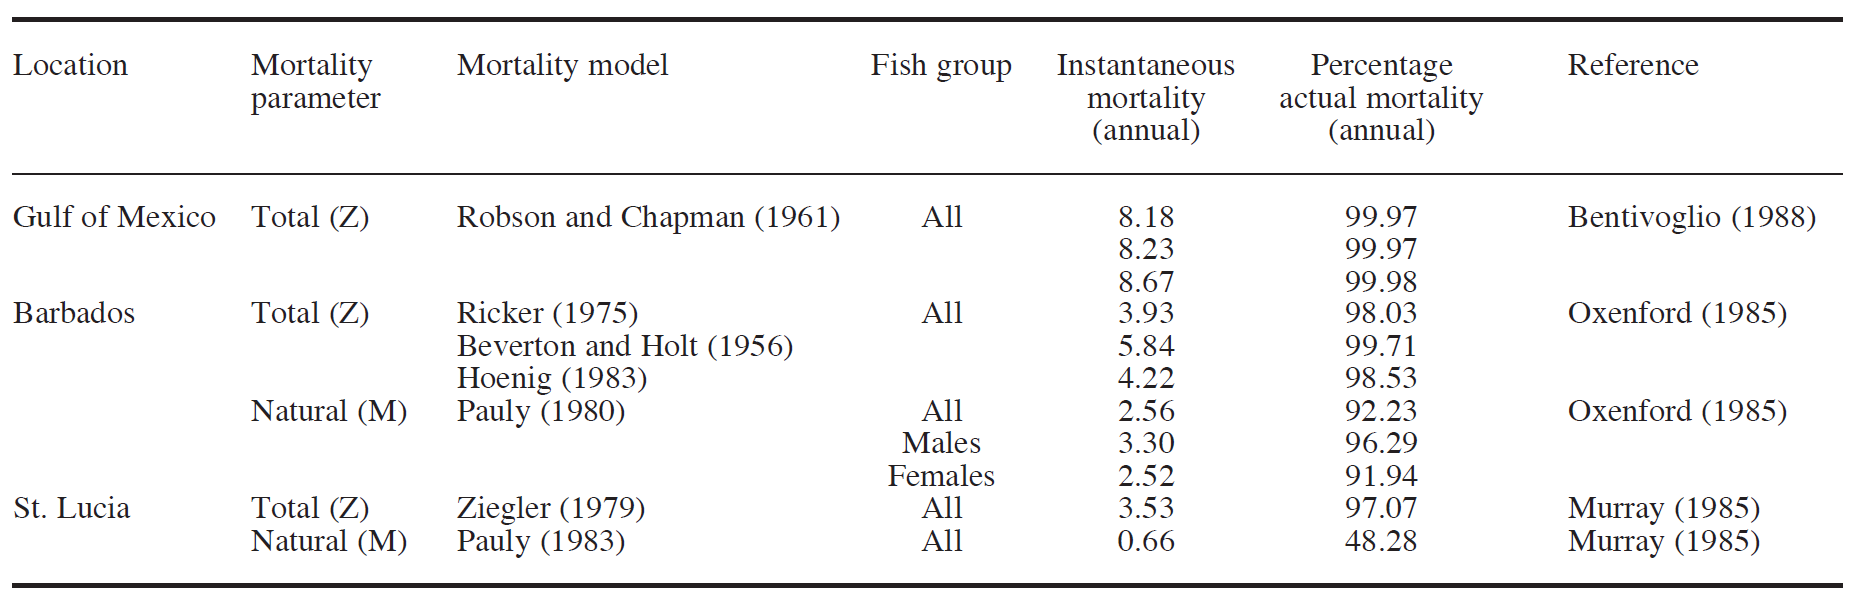 Location Mortality parameter Mortality model Fish group Instantaneous mortality (annual) Percentage actual mortality (annual) Reference
Gulf of Mexico Total (Z) Robson and Chapman (1961) All 8.18 99.97 Bentivoglio (1988)
8.23 99.97
8.67 99.98
Barbados Total (Z) Ricker (1975) All 3.93 98.03 Oxenford (1985)
Beverton and Holt (1956) 5.84 99.71
Hoenig (1983) 4.22 98.53
Natural (M) Pauly (1980) All 2.56 92.23 Oxenford (1985)
Males 3.30 96.29
Females 2.52 91.94
St. Lucia Total (Z) Ziegler (1979) All 3.53 97.07 Murray (1985)
Natural (M) Pauly (1983) All 0.66 48.28 Murray (1985)